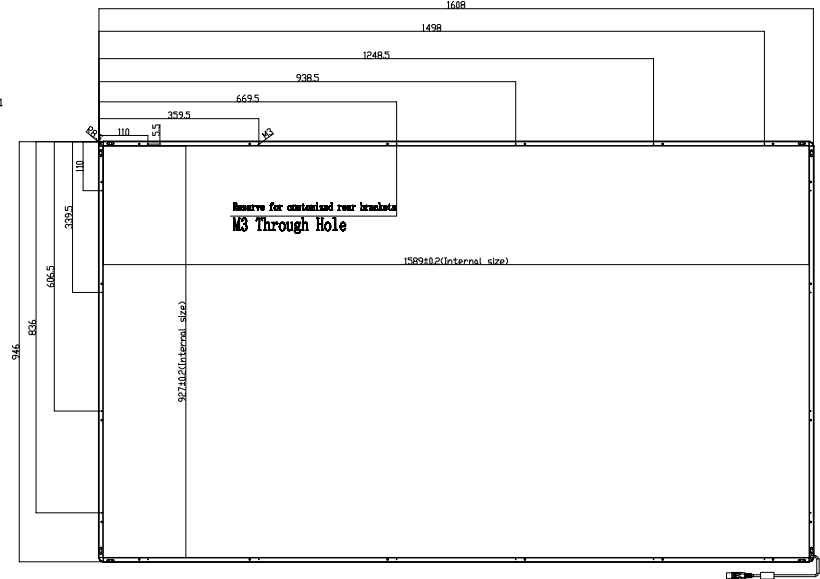 1608
1498
1248.5
938.5
669.5
359.5
110
5.5
M3
110
339.5
606.5
836
946
Reserve for customized rear brackets
M3 Through Hole
1589±0.2(Internal size)
927±0.2(Internal size)